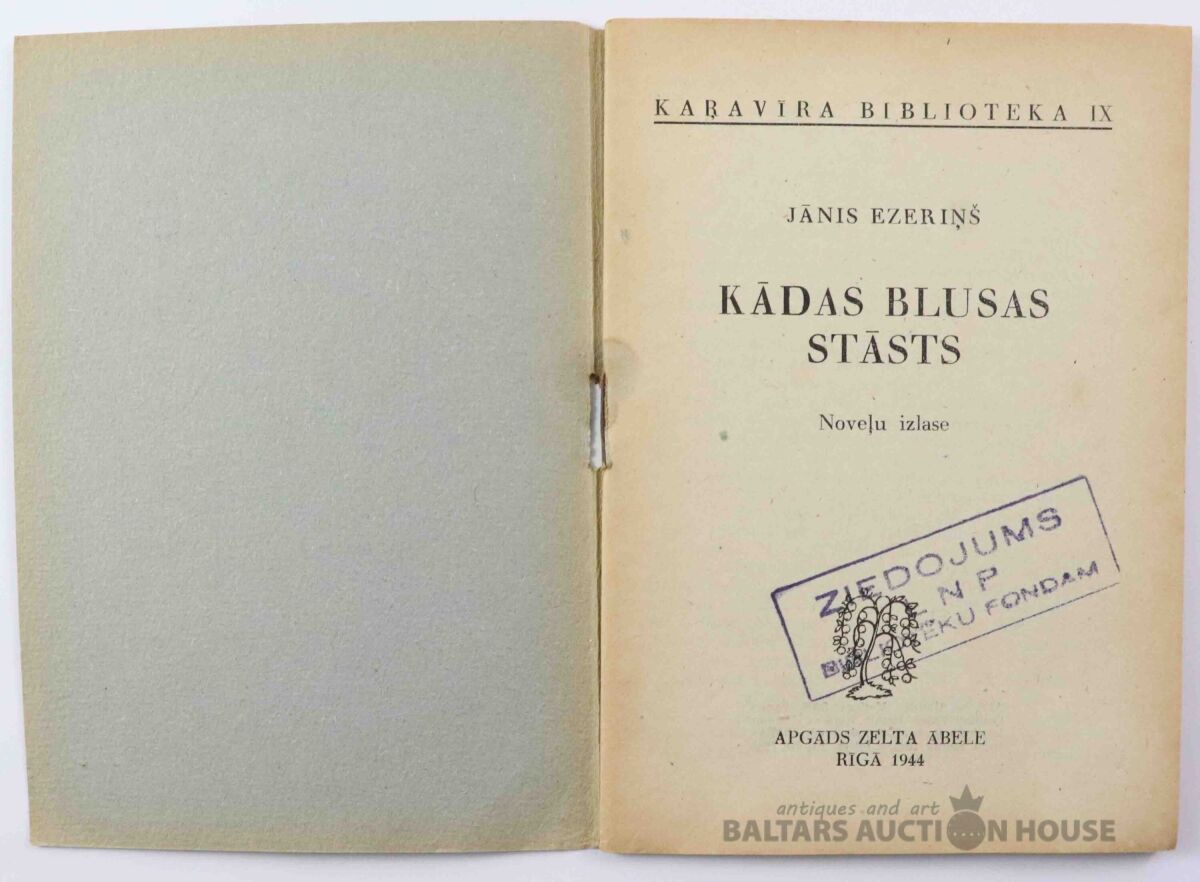 KAŖAVĪRA BIBLIOTEKA IX
JĀNIS EZERIŅŠ
KĀDAS BLUSAS
STĀSTS
Noveļu izlase
ZIEDOJUMS
FONDAM
APGĀDS ZELTA ĀBELE
RĪGĀ 1944
antiques and art
BALTARS AUCTION HOUSE